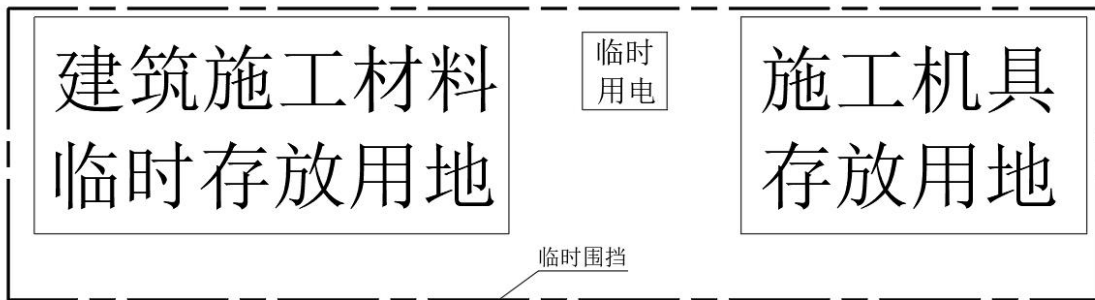 建筑施工材料
临时存放用地
临时
用电
施工机具
存放用地
临时围挡